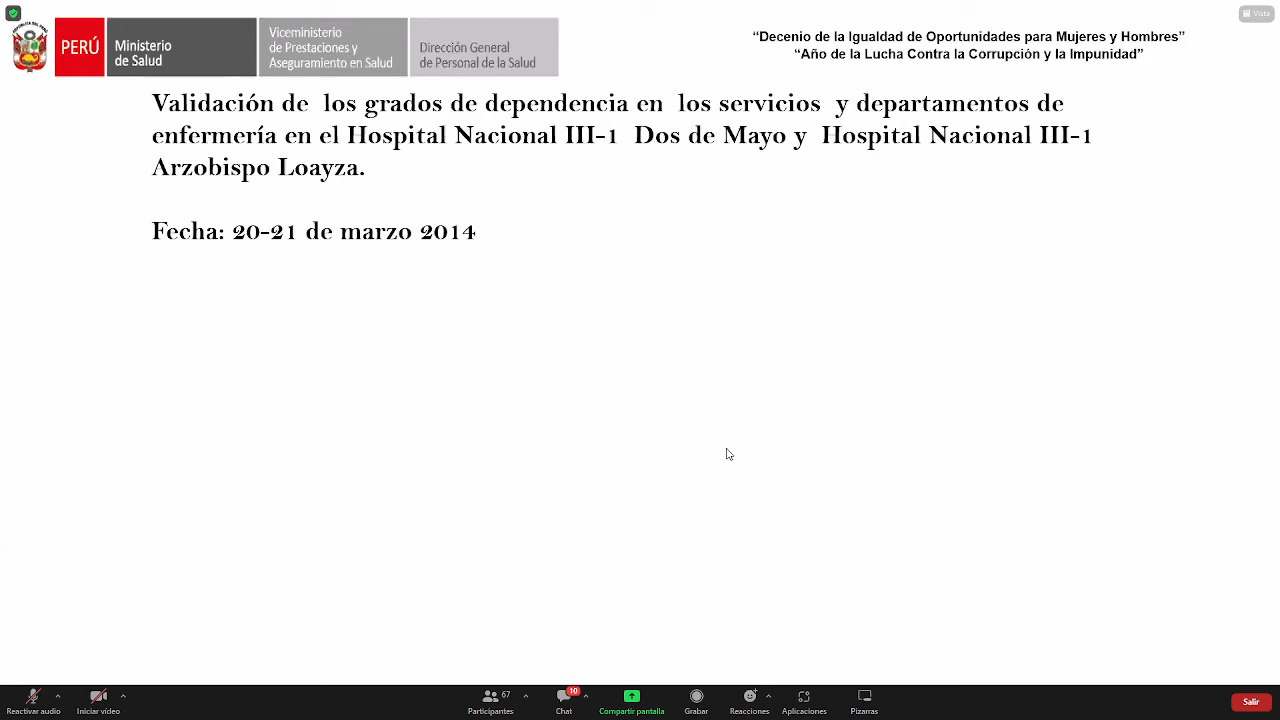 Vista
PERÚ
Ministerio
de Salud
Viceministerio
de Prestaciones y
Aseguramiento en Salud
Dirección General
de Personal de la Salud
“Decenio de la Igualdad de Oportunidades para Mujeres y Hombres”
“Año de la Lucha Contra la Corrupción y la Impunidad”
Validación de los grados de dependencia en los servicios y departamentos de
enfermería en el Hospital Nacional III-1 Dos de Mayo y Hospital Nacional III-1
Arzobispo Loayza.
Fecha: 20-21 de marzo 2014
Reactivar audio
Iniciar vídeo
67
Participantes
10
Chat
Compartir pantalla
Grabar
Reacciones
Aplicaciones
Pizarras
Salir